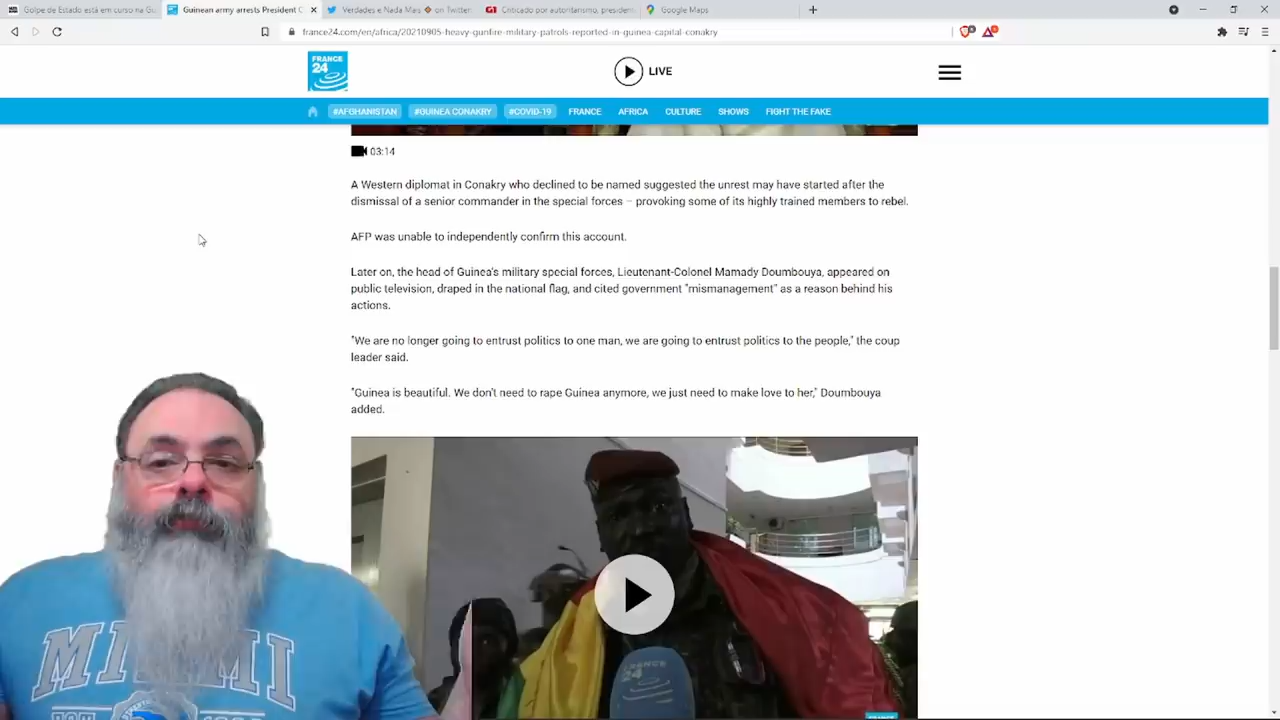 Golpe de Estado está em curso na Gu
Guinean army arrests President C
Verdades e Nada Mais
on Twitter
Criticado por autoritarismo, president
Google Maps
france24.com/en/africa/20210905-heavy-gunfire-military-patrols-reported-in-guinea-capital-conakry
FRANCE
24
LIVE
#AFGHANISTAN
#GUINEA CONAKRY
#COVID-19
FRANCE
AFRICA
CULTURE
SHOWS
FIGHT THE FAKE
03:14
A Western diplomat in Conakry who declined to be named suggested the unrest may have started after the
dismissal of a senior commander in the special forces – provoking some of its highly trained members to rebel.
AFP was unable to independently confirm this account.
Later on, the head of Guinea's military special forces, Lieutenant-Colonel Mamady Doumbouya, appeared on
public television, draped in the national flag, and cited government "mismanagement" as a reason behind his
actions.
"We are no longer going to entrust politics to one man, we are going to entrust politics to the people," the coup
leader said.
"Guinea is beautiful. We don't need to rape Guinea anymore, we just need to make love to her," Doumbouya
added.
FRANCE
24
FRANCE
MIAMI